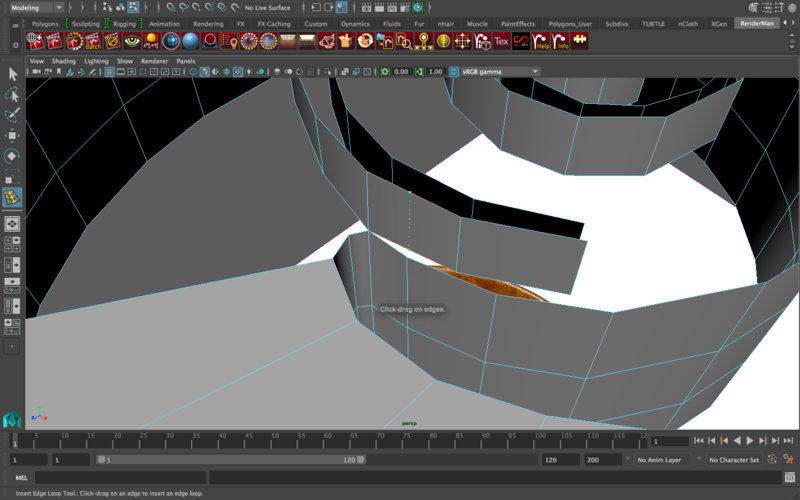 Modeling No Live Surface
Polygons Sculpting Rigging Animation Rendering FX FX Caching Custom Dynamics Fluids Fur nHair Muscle PaintEffects Polygons_User Subdivs TURTLE nCloth XGen RenderMan
Batch Tex Help Info
View Shading Lighting Show Renderer Panels
0.00 1.00 sRGB gamma
Click-drag on edges.
persp
1 5 10 15 20 25 30 35 40 45 50 55 60 65 70 75 80 85 90 95 100 105 110 115 12 1
1 1 1 120 120 200 No Anim Layer No Character Set
MEL
Insert Edge Loop Tool: Click-drag on an edge to insert an edge loop.